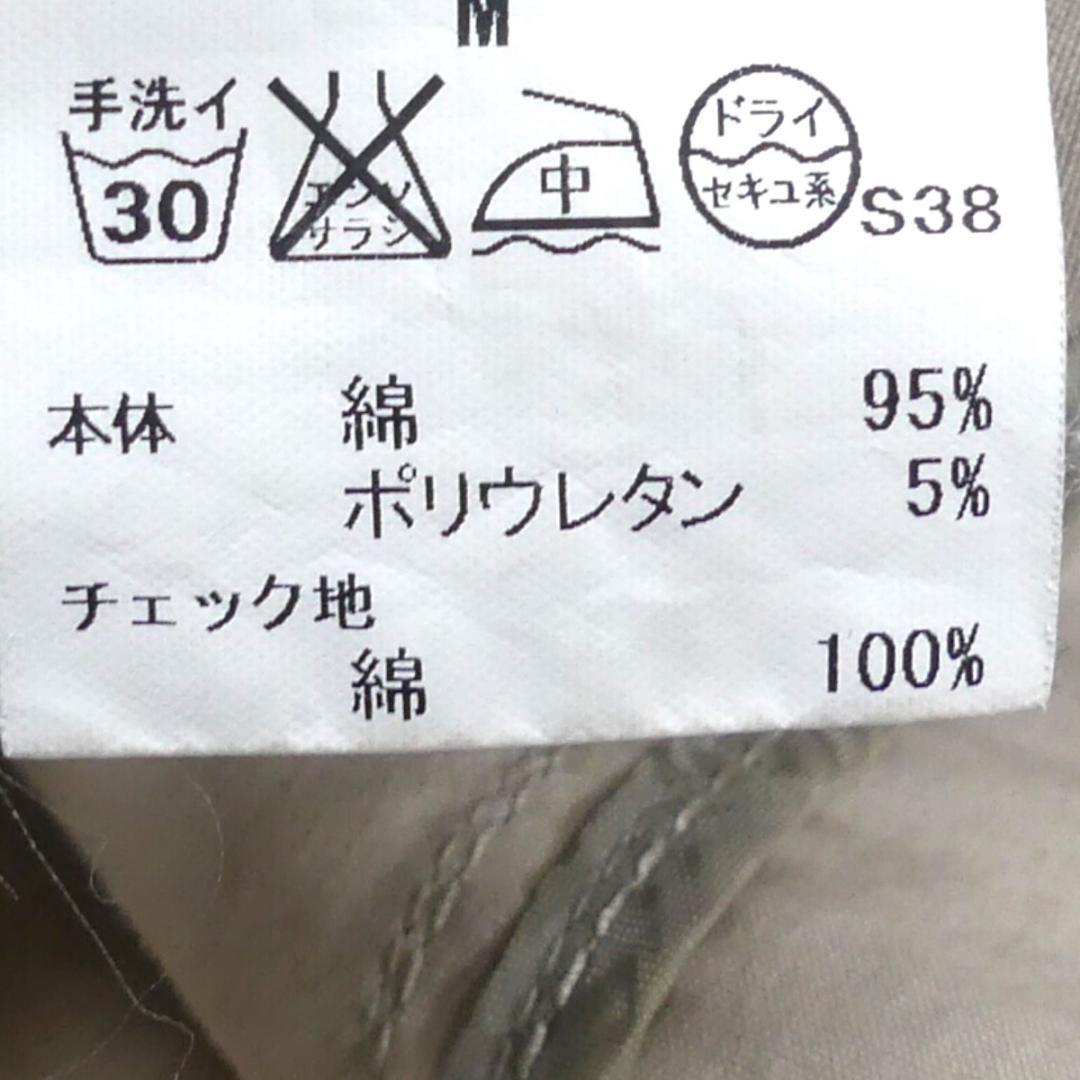 M
手洗イ
30
エンソ
サラシ
中
ドライ
セキユ系
S38
本体 綿 95%
ポリウレタン 5%
チェック地
綿 100%